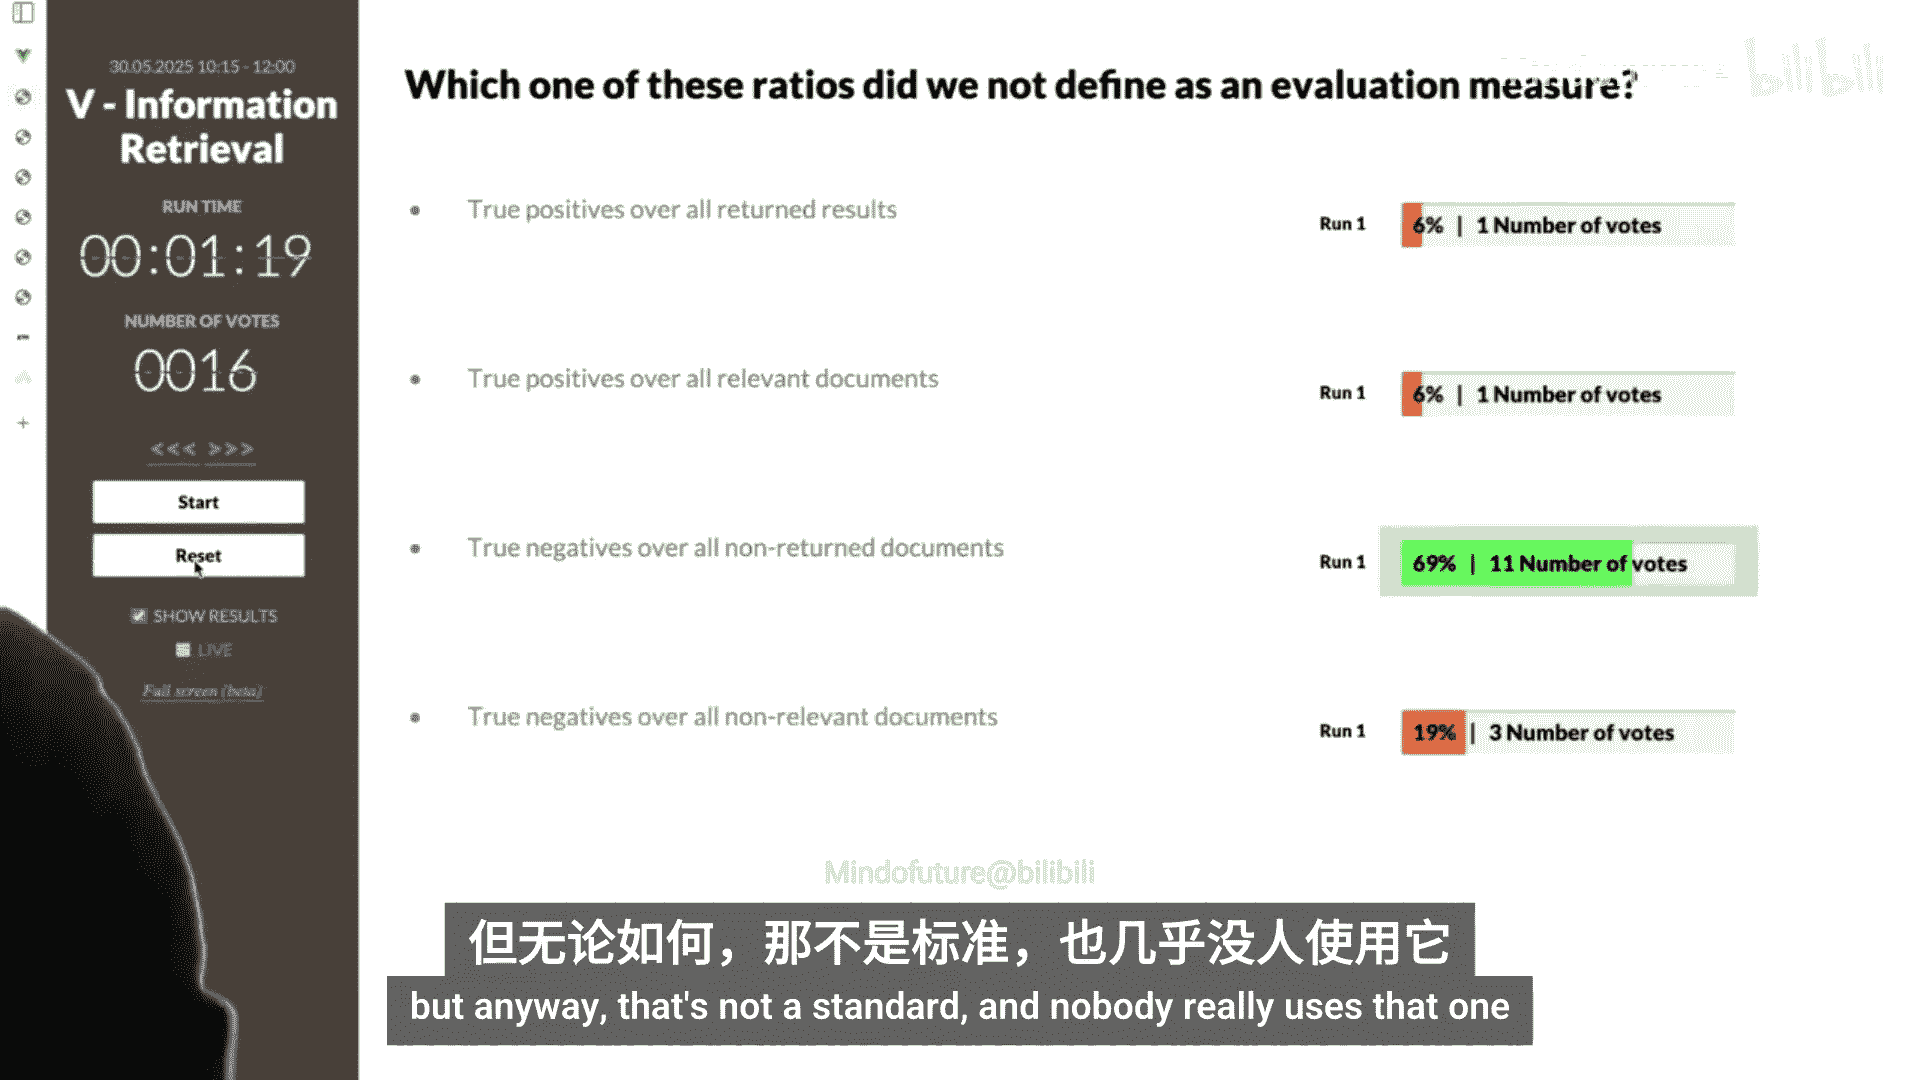 30.05.2025 10:15 - 12:00
V - Information
Retrieval
RUN TIME
00:01:19
NUMBER OF VOTES
0016
<<< >>>
Start
Reset
SHOW RESULTS
LIVE
Full screen (beta)
Which one of these ratios did we not define as an evaluation measure?
bilibili
True positives over all returned results
Run 1
6% | 1 Number of votes
True positives over all relevant documents
Run 1
6% | 1 Number of votes
True negatives over all non-returned documents
Run 1
69% | 11 Number of votes
True negatives over all non-relevant documents
Run 1
19% | 3 Number of votes
Mindofuture@bilibili
但无论如何，那不是标准，也几乎没人使用它
but anyway, that's not a standard, and nobody really uses that one